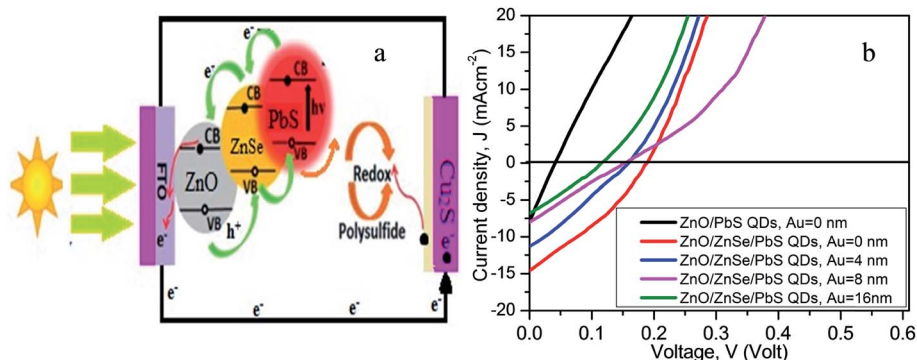 a
e⁻
e⁻
CB
hν
CB
PbS
CB
ZnSe
VB
FTO
ZnO
VB
VB
h⁺
e⁻
Redox
Polysulfide
Cu₂S
e⁻
e⁻
e⁻
e⁻
e⁻
b
Current density, J (mAcm⁻²)
20
15
10
5
0
-5
-10
-15
-20
ZnO/PbS QDs, Au=0 nm
ZnO/ZnSe/PbS QDs, Au=0 nm
ZnO/ZnSe/PbS QDs, Au=4 nm
ZnO/ZnSe/PbS QDs, Au=8 nm
ZnO/ZnSe/PbS QDs, Au=16nm
0.0 0.1 0.2 0.3 0.4 0.5 0.6
Voltage, V (Volt)